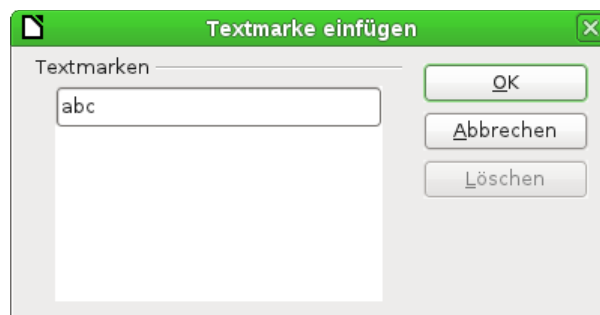 Textmarke einfügen
Textmarken
abc
OK
Abbrechen
Löschen